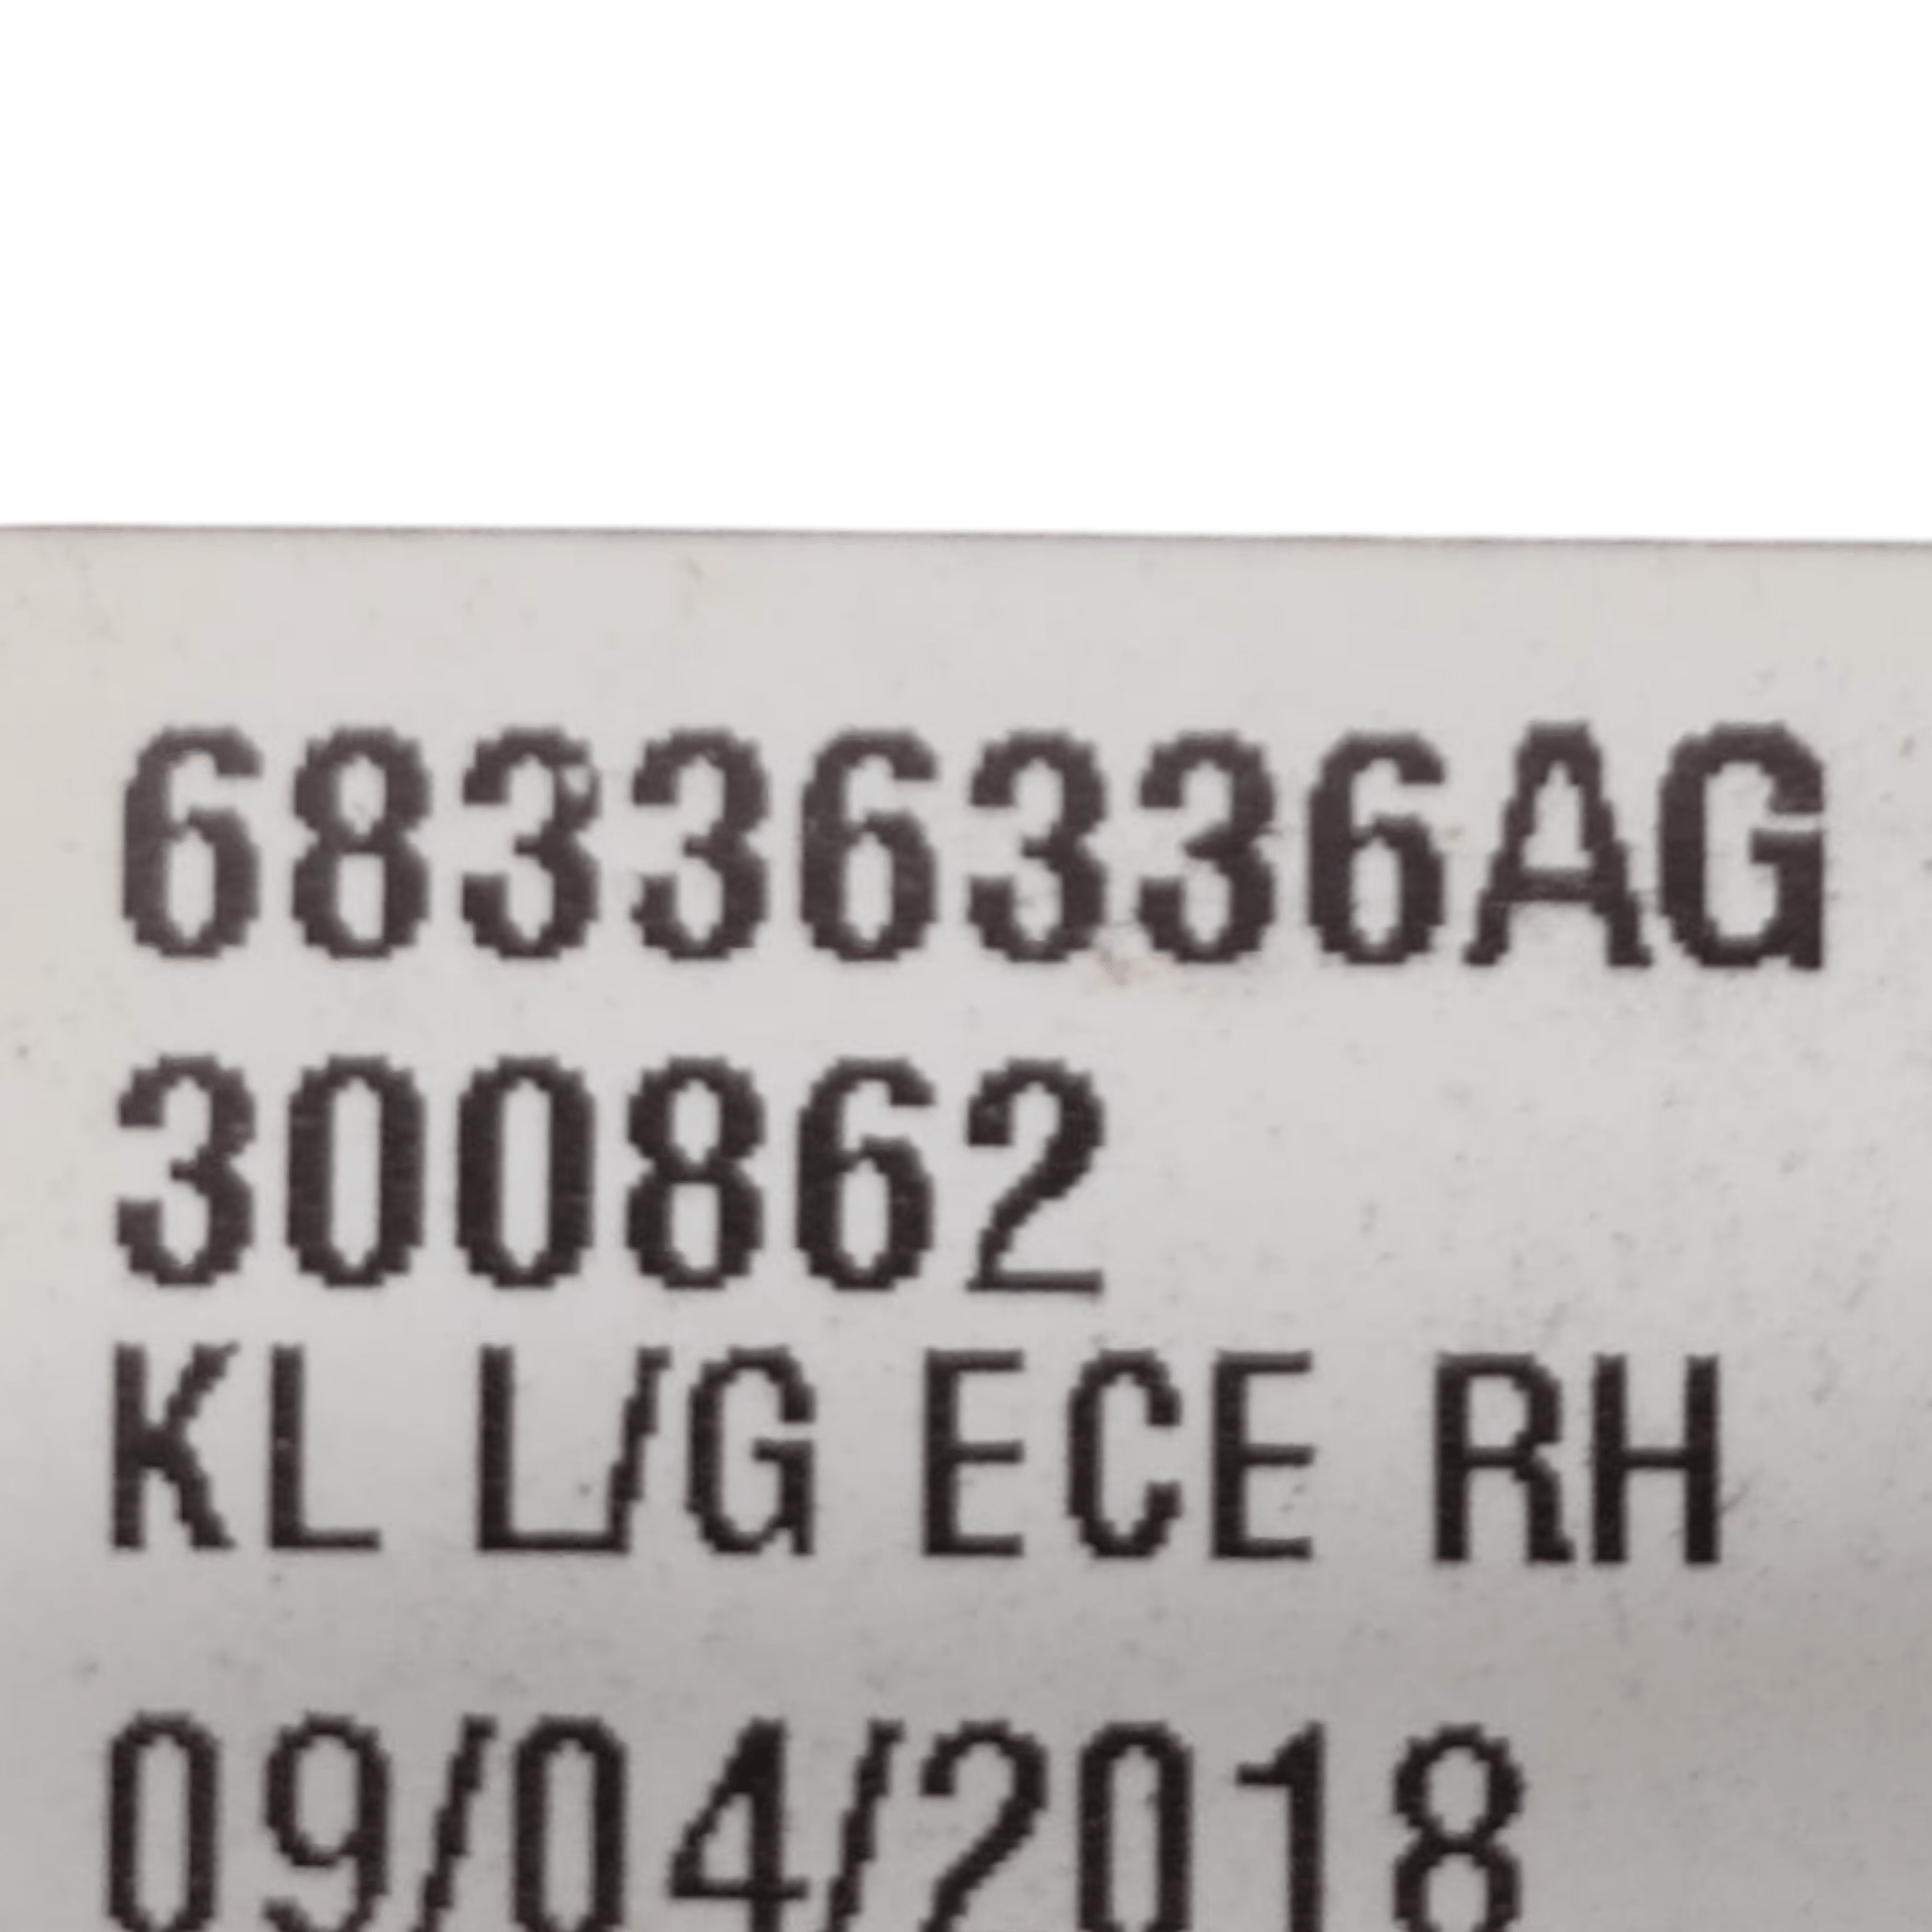 68336336AG
300862
KL L/G ECE RH
09/04/2018